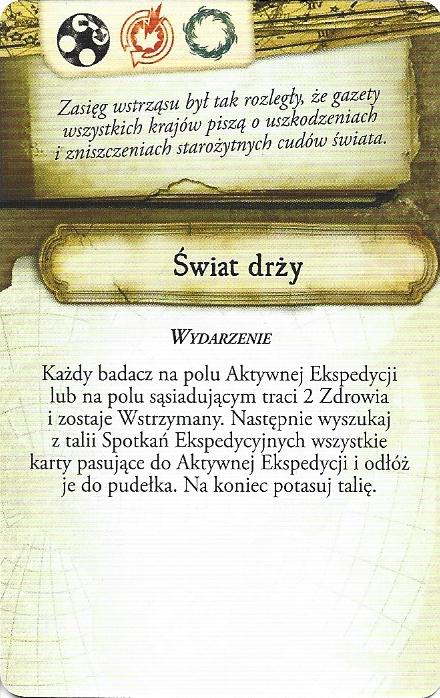 Zasięg wstrząsu był tak rozległy, że gazety
wszystkich krajów piszą o uszkodzeniach
i zniszczeniach starożytnych cudów świata.
Świat drży
WYDARZENIE
Każdy badacz na polu Aktywnej Ekspedycji
lub na polu sąsiadującym traci 2 Zdrowia
i zostaje Wstrzymany. Następnie wyszukaj
z talii Spotkań Ekspedycyjnych wszystkie
karty pasujące do Aktywnej Ekspedycji i odłóż
je do pudełka. Na koniec potasuj talię.